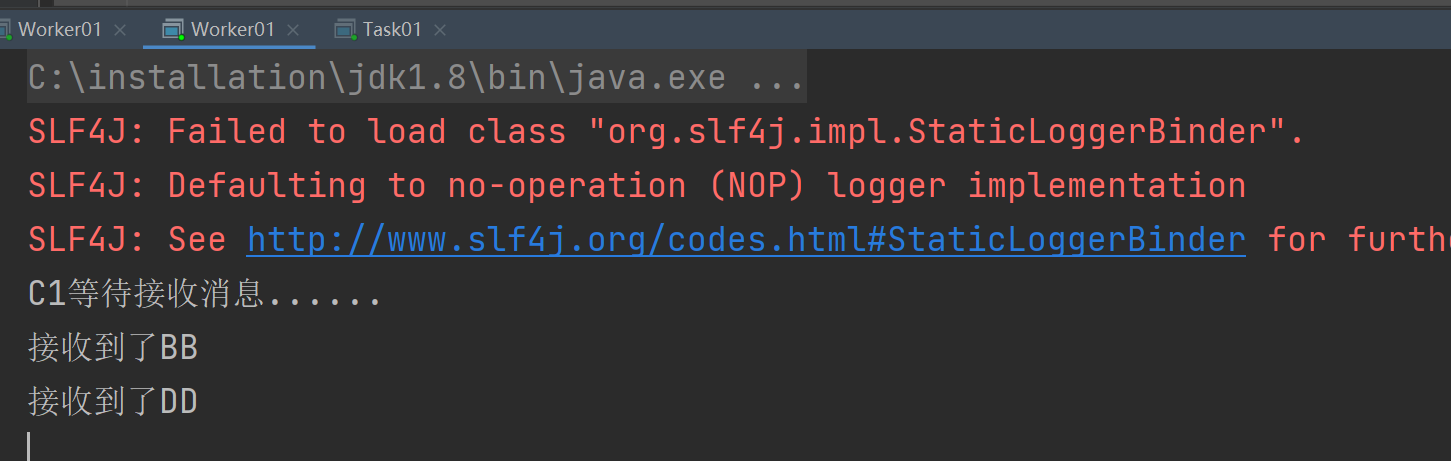 Worker01 Worker01 Task01
C:\installation\jdk1.8\bin\java.exe ...
SLF4J: Failed to load class "org.slf4j.impl.StaticLoggerBinder".
SLF4J: Defaulting to no-operation (NOP) logger implementation
SLF4J: See http://www.slf4j.org/codes.html#StaticLoggerBinder for
C1等待接收消息......
接收到了BB
接收到了DD